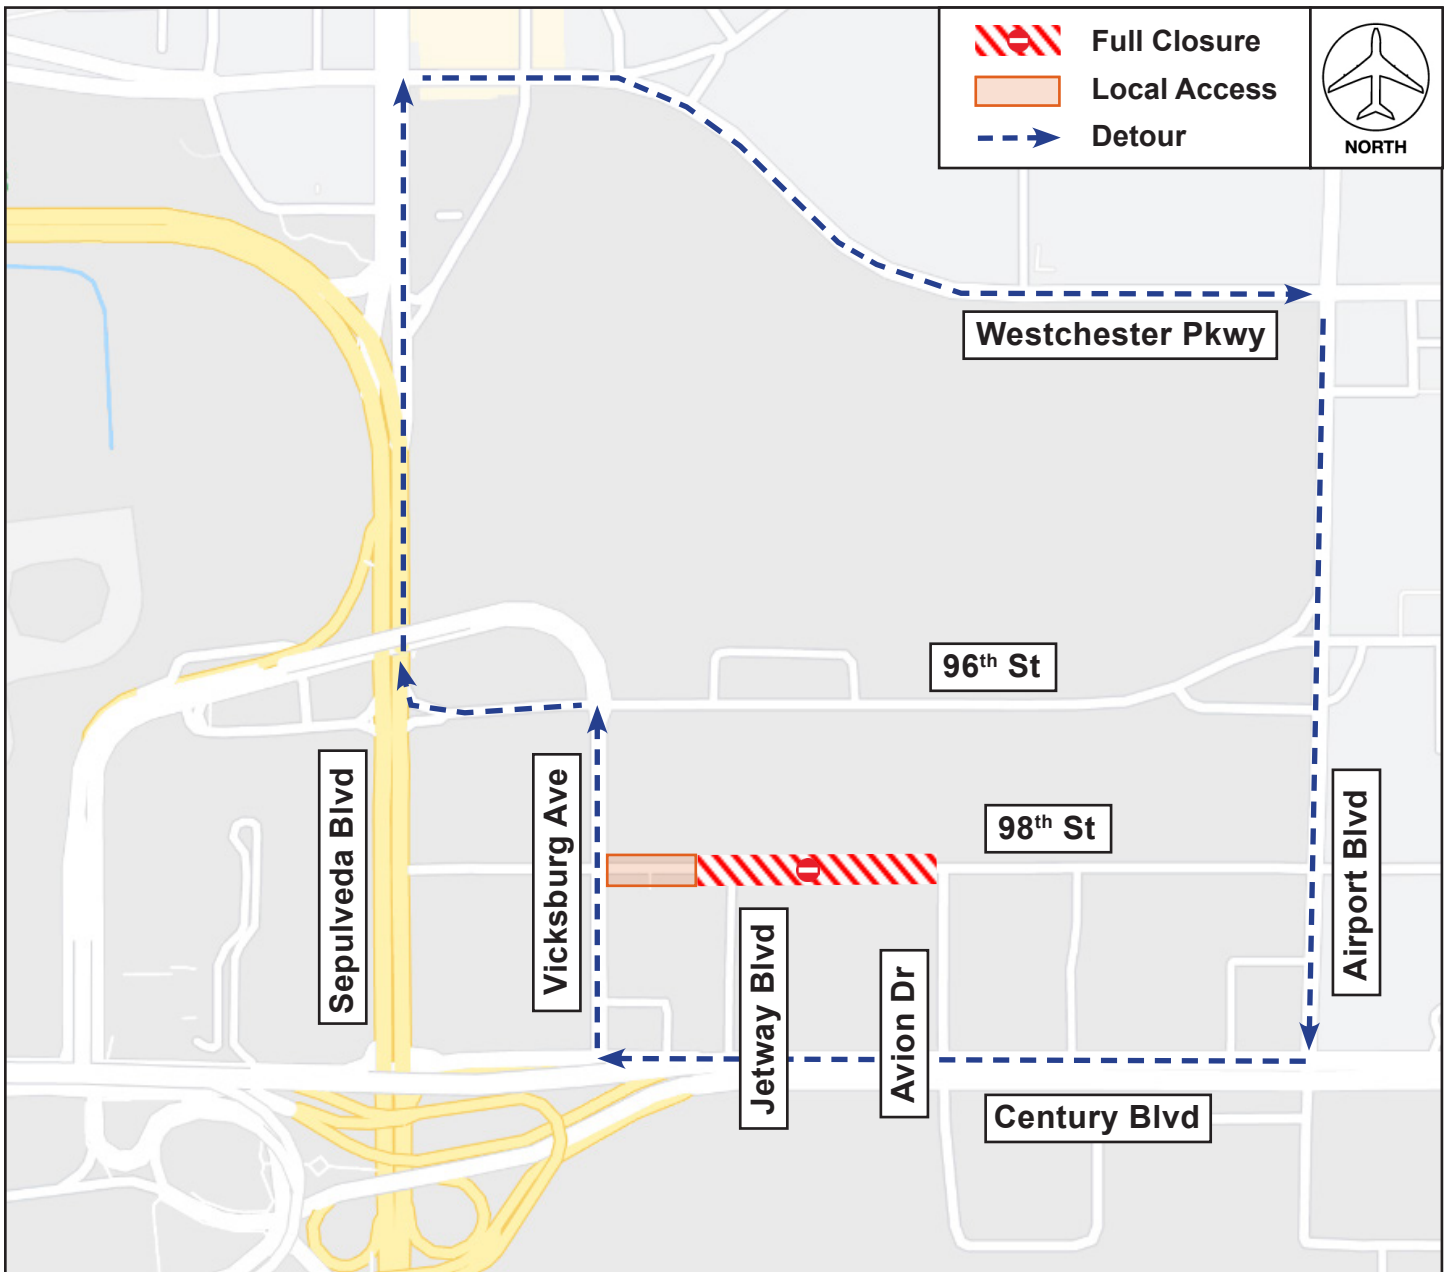 Full Closure
Local Access
Detour
NORTH
Westchester Pkwy
96th St
98th St
Sepulveda Blvd
Vicksburg Ave
Jetway Blvd
Avion Dr
Airport Blvd
Century Blvd